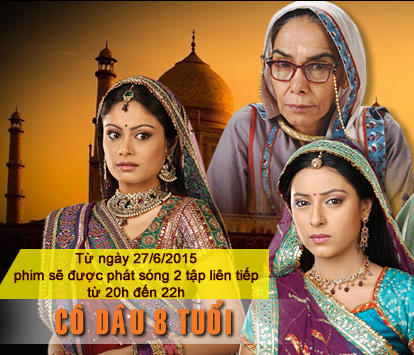 Từ ngày 27/6/2015
phim sẽ được phát sóng 2 tập liên tiếp
từ 20h đến 22h
CÔ DÂU 8 TUỔI